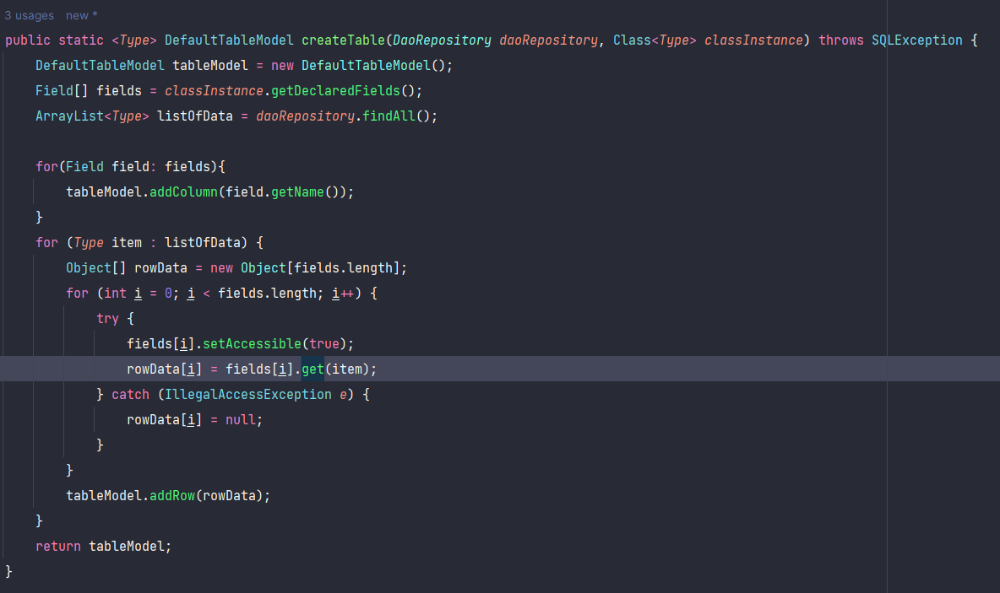 3 usages   new *
public static <Type> DefaultTableModel createTable(DaoRepository daoRepository, Class<Type> classInstance) throws SQLException {
    DefaultTableModel tableModel = new DefaultTableModel();
    Field[] fields = classInstance.getDeclaredFields();
    ArrayList<Type> listOfData = daoRepository.findAll();

    for(Field field: fields){
        tableModel.addColumn(field.getName());
    }
    for (Type item : listOfData) {
        Object[] rowData = new Object[fields.length];
        for (int i = 0; i < fields.length; i++) {
            try {
                fields[i].setAccessible(true);
                rowData[i] = fields[i].get(item);
            } catch (IllegalAccessException e) {
                rowData[i] = null;
            }
        }
        tableModel.addRow(rowData);
    }
    return tableModel;
}